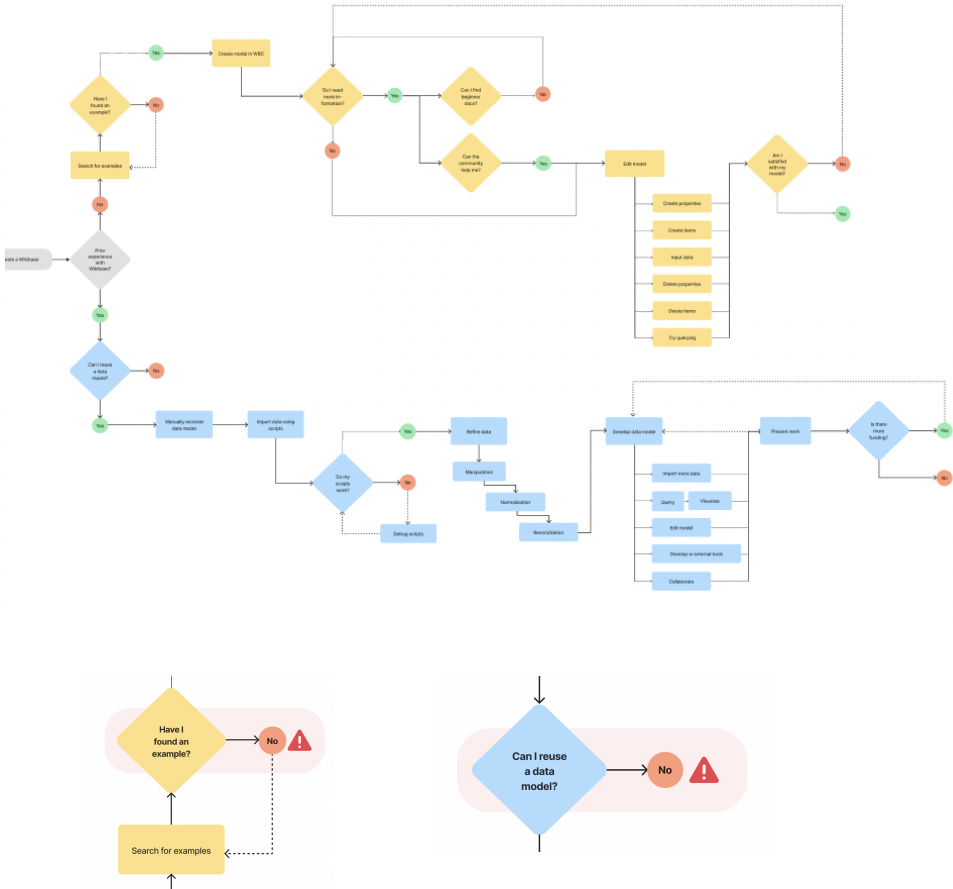 Yes
Create model in WBC
Have I
found an
example?
No
Search for examples
No
Do I need
more in-
formation?
Yes
Can I find
beginner
docs?
No
No
Can the
community
help me?
Yes
Edit model
Create properties
Create items
Input data
Delete properties
Delete items
Try querying
Am I
satisfied
with my
model?
No
Yes
eate a Wikibase
Prior
experience
with
Wikibase?
Yes
Can I reuse
a data
model?
No
Yes
Manually recreate
data model
Import data using
scripts
Do my
scripts
work?
Yes
No
Debug scripts
Refine data
Manipulation
Normalization
Reconciliation
Develop data model
Import more data
Query
Visualize
Edit model
Develop w external tools
Collaborate
Present work
Is there
more
funding?
Yes
No
Have I
found an
example?
No
Search for examples
Can I reuse
a data
model?
No